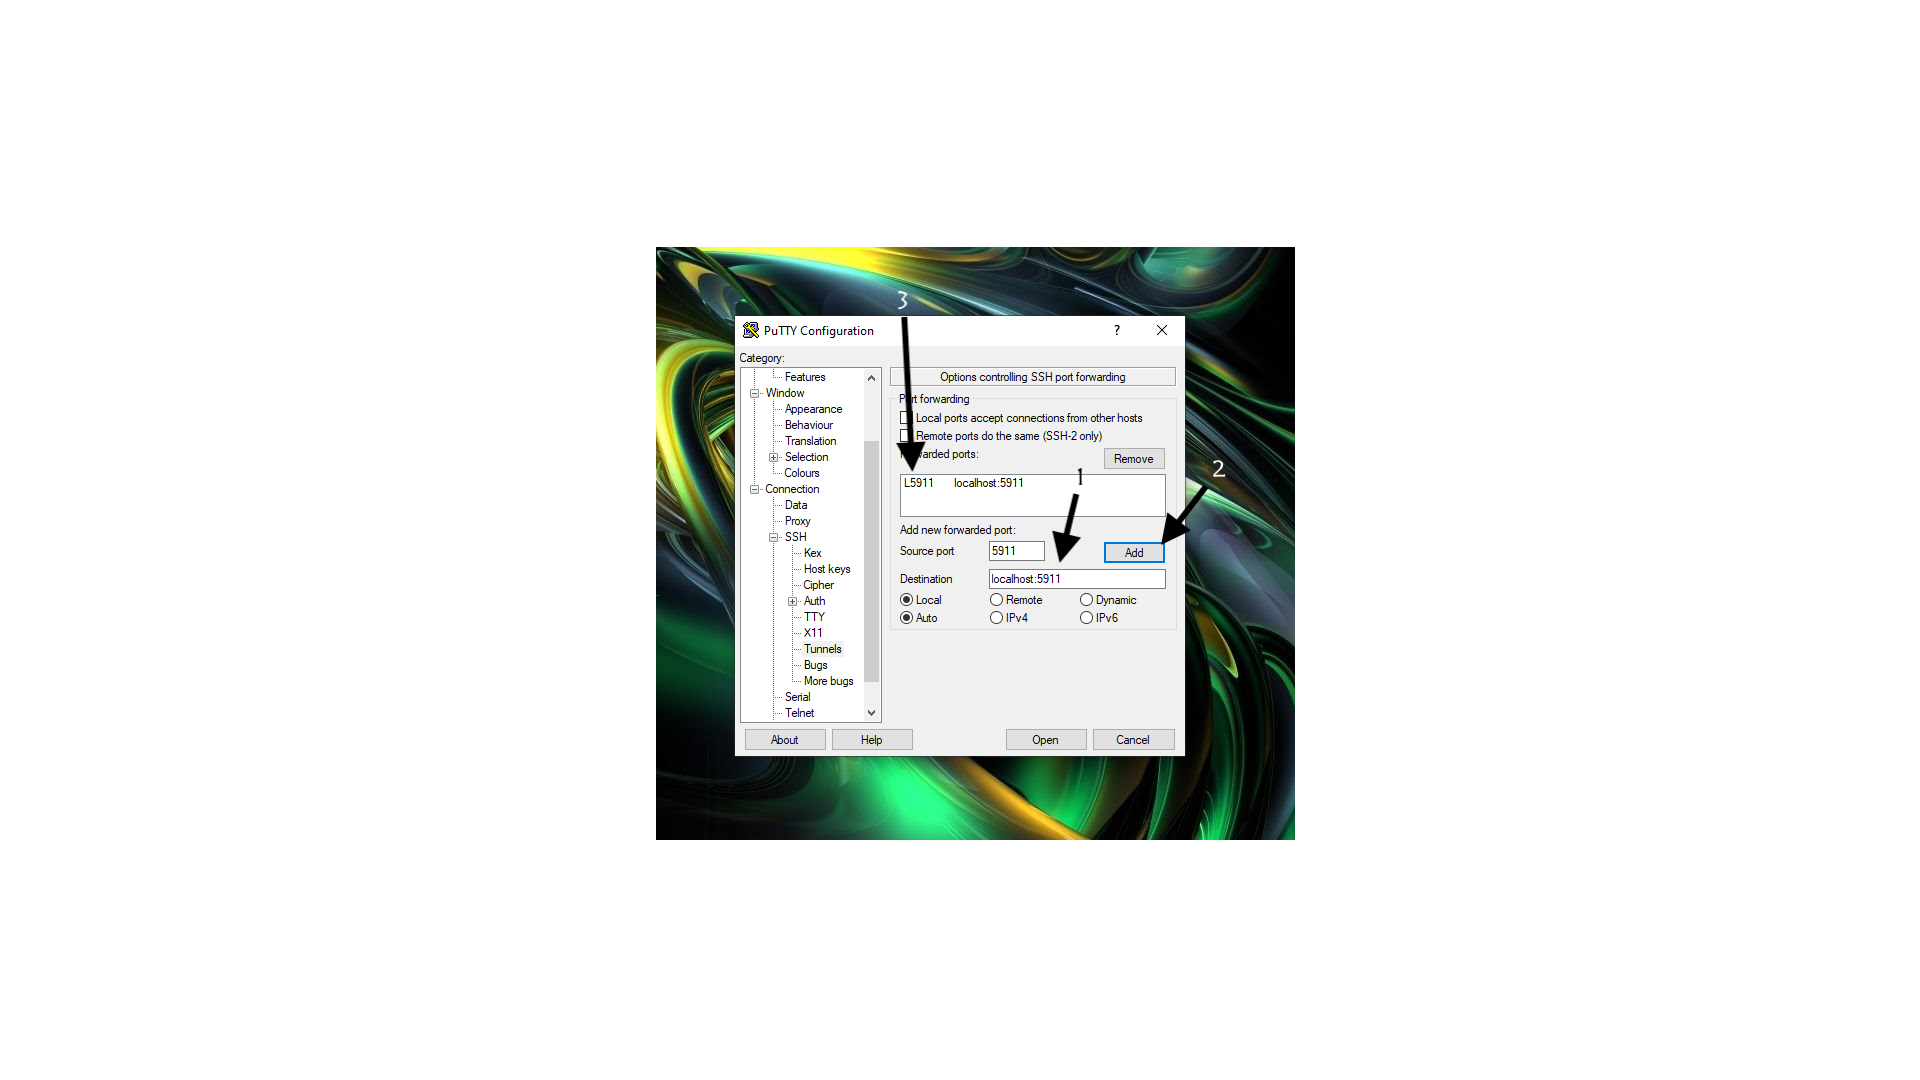 3
PuTTY Configuration
?
Category:
Features
Window
Appearance
Behaviour
Translation
Selection
Colours
Connection
Data
Proxy
SSH
Kex
Host keys
Cipher
Auth
TTY
X11
Tunnels
Bugs
More bugs
Serial
Telnet
Options controlling SSH port forwarding
forwarding
Local ports accept connections from other hosts
Remote ports do the same (SSH-2 only)
ports:
Remove
L5911 localhost:5911
1
2
Add new forwarded port:
Source port 5911 Add
Destination localhost:5911
Local Remote Dynamic
Auto IPv4 IPv6
About Help Open Cancel